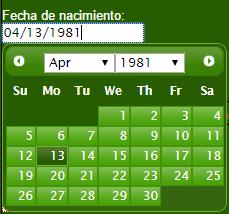 Fecha de nacimiento:
04/13/1981
Apr 1981
Su Mo Tu We Th Fr Sa
1 2 3 4
5 6 7 8 9 10 11
12 13 14 15 16 17 18
19 20 21 22 23 24 25
26 27 28 29 30